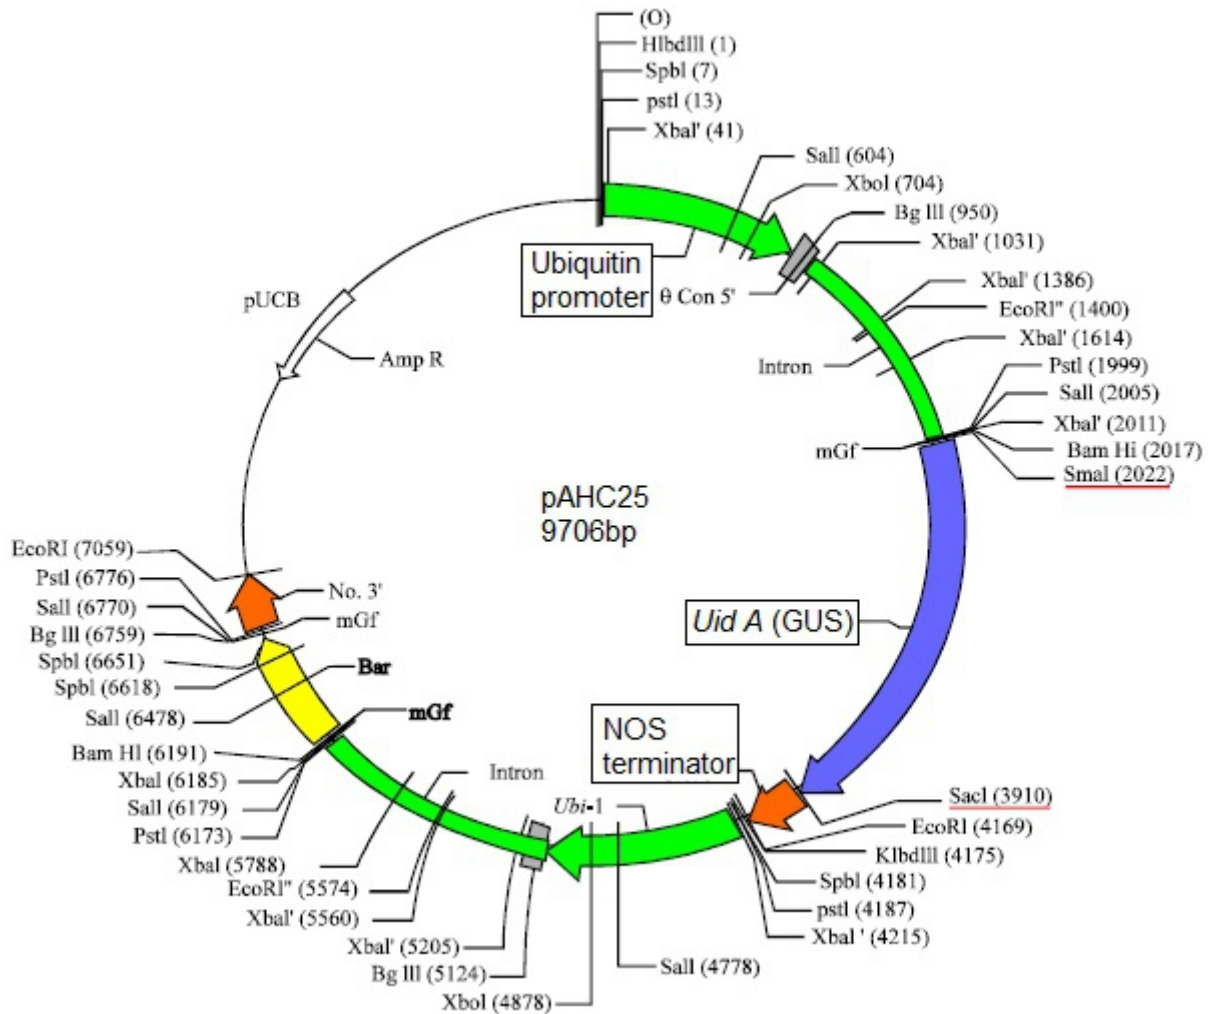 (O)
HlbdIII (1)
Spbl (7)
pstl (13)
Xbal' (41)
Sall (604)
Xbol (704)
Bg lll (950)
Xbal' (1031)
Xbal' (1386)
EcoRl" (1400)
Xbal' (1614)
Pstl (1999)
Sall (2005)
Xbal' (2011)
Bam Hi (2017)
Smal (2022)
Ubiquitin
promoter
θ Con 5'
Intron
mGf
pUCB
Amp R
pAHC25
9706bp
Uid A (GUS)
NOS
terminator
Sacl (3910)
EcoRI (4169)
KlbdIII (4175)
Spbl (4181)
pstl (4187)
Xbal ' (4215)
Sall (4778)
Ubi-1
Intron
EcoRI (7059)
Pstl (6776)
Sall (6770)
Bg lll (6759)
Spbl (6651)
Spbl (6618)
Sall (6478)
Bam Hl (6191)
Xbal (6185)
Sall (6179)
Pstl (6173)
Xbal (5788)
EcoRl" (5574)
Xbal' (5560)
Xbal' (5205)
Bg lll (5124)
Xbol (4878)
No. 3'
mGf
Bar
mGf